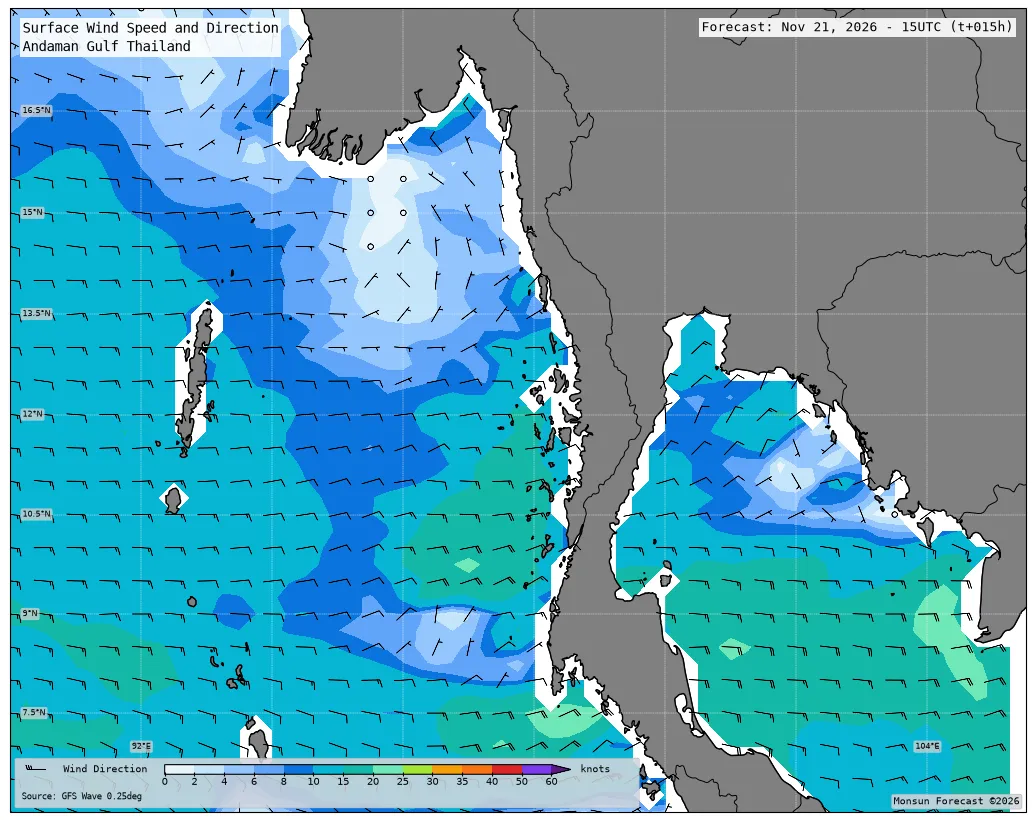 Surface Wind Speed and Direction
Andaman Gulf Thailand
Forecast: Nov 21, 2026 - 15UTC (t+015h)
16.5°N
15°N
13.5°N
12°N
10.5°N
9°N
7.5°N
92°E
104°E
Wind Direction
knots
0 2 4 6 8 10 15 20 25 30 35 40 50 60
Source: GFS Wave 0.25deg
Monsun Forecast ©2026